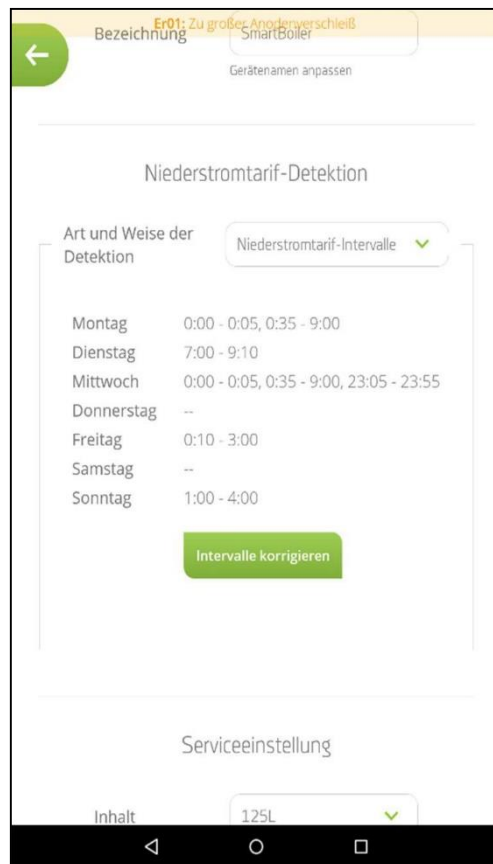 Er01: Zu großer Anodenverschleiß
Bezeichnung
SmartBoiler
Gerätenamen anpassen
Niederstromtarif-Detektion
Art und Weise der
Detektion
Niederstromtarif-Intervalle
Montag 0:00 - 0:05, 0:35 - 9:00
Dienstag 7:00 - 9:10
Mittwoch 0:00 - 0:05, 0:35 - 9:00, 23:05 - 23:55
Donnerstag --
Freitag 0:10 - 3:00
Samstag --
Sonntag 1:00 - 4:00
Intervalle korrigieren
Serviceeinstellung
Inhalt 125L